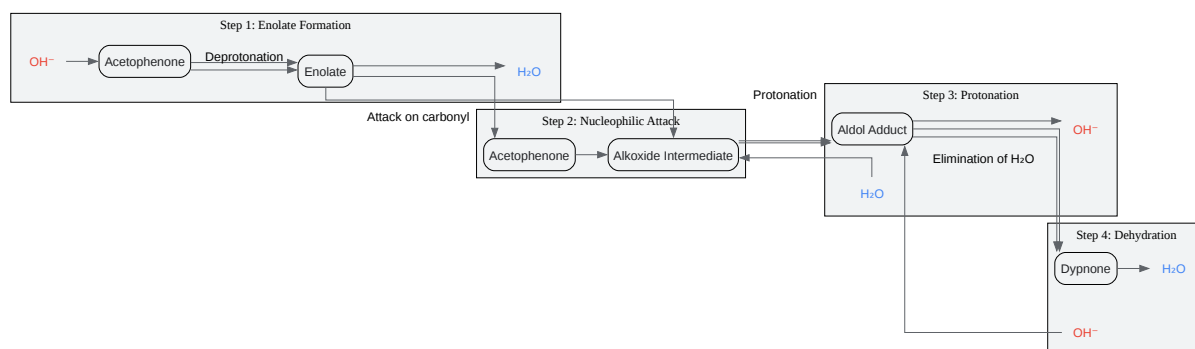 Step 1: Enolate Formation
OH⁻
Acetophenone
Deprotonation
Enolate
H₂O
Attack on carbonyl
Step 2: Nucleophilic Attack
Acetophenone
Alkoxide Intermediate
Protonation
Step 3: Protonation
Aldol Adduct
OH⁻
Elimination of H₂O
H₂O
Step 4: Dehydration
Dypnone
H₂O
OH⁻